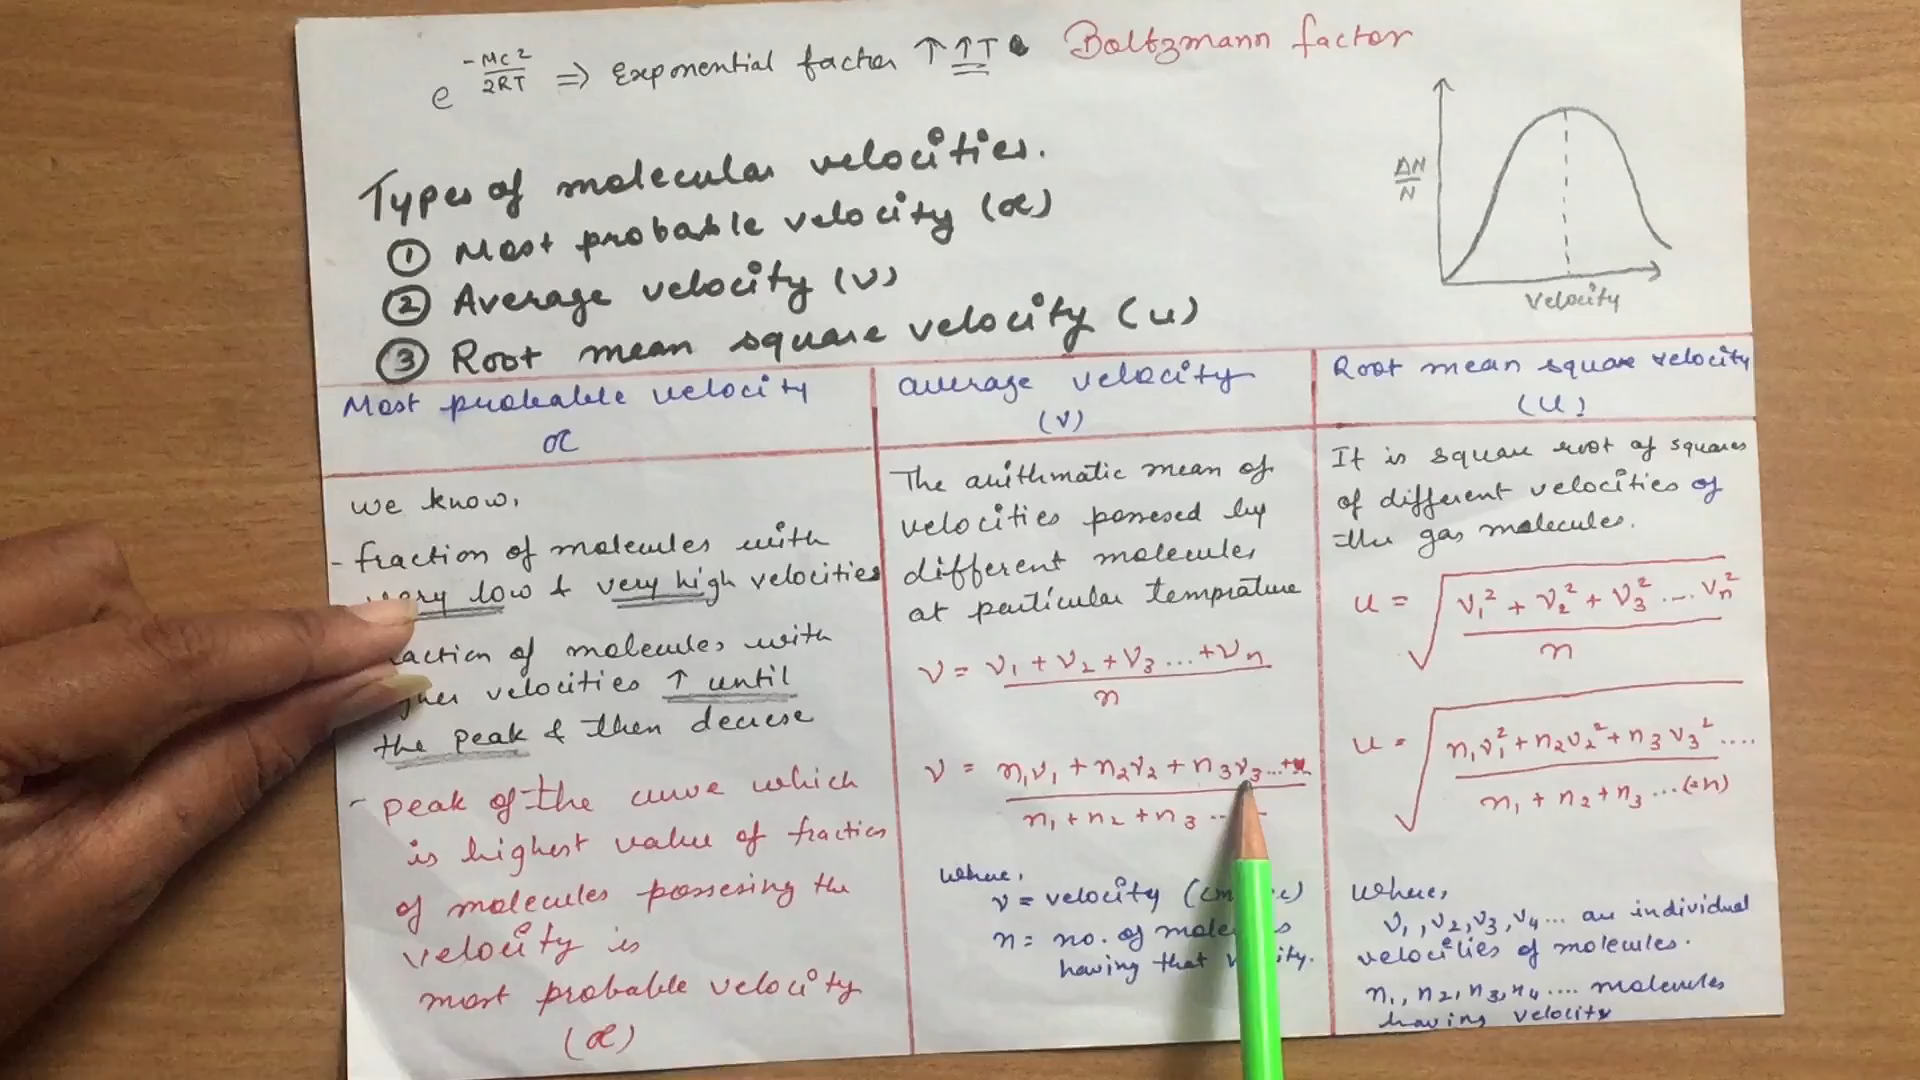 e^(-Mc²/2RT) ⇒ Exponential factor ↑ ↑T Boltzmann factor
ΔN/N
Velocity
Types of molecular velocities.
① Most probable velocity (α)
② Average velocity (v)
③ Root mean square velocity (u)
Most probable velocity
α
we know,
- fraction of molecules with
very low & very high velocities
molecules with
velocities ↑ until
the peak & then decrese
- peak of the curve which
is highest value of fraction
of molecules possesing the
velocity is
most probable velocity
(α)
average velocity
(v)
The arithmatic mean of
velocities possesed by
different molecules
at particular temprature
v = v₁ + v₂ + v₃ ... + vₙ / n
v = n₁v₁ + n₂v₂ + n₃v₃ ...+ / n₁ + n₂ + n₃ ...
where,
v = velocity
n = no. of
having that
Root mean square velocity
(u)
It is square root of squares
of different velocities of
the gas molecules.
u = √(v₁² + v₂² + v₃² .... vₙ² / n)
u = √(n₁v₁² + n₂v₂² + n₃v₃² .... / n₁ + n₂ + n₃ ... (=n))
where,
v₁, v₂, v₃, v₄ ... are individual
velocities of molecules.
n₁, n₂, n₃, n₄ .... molecules
having velocity